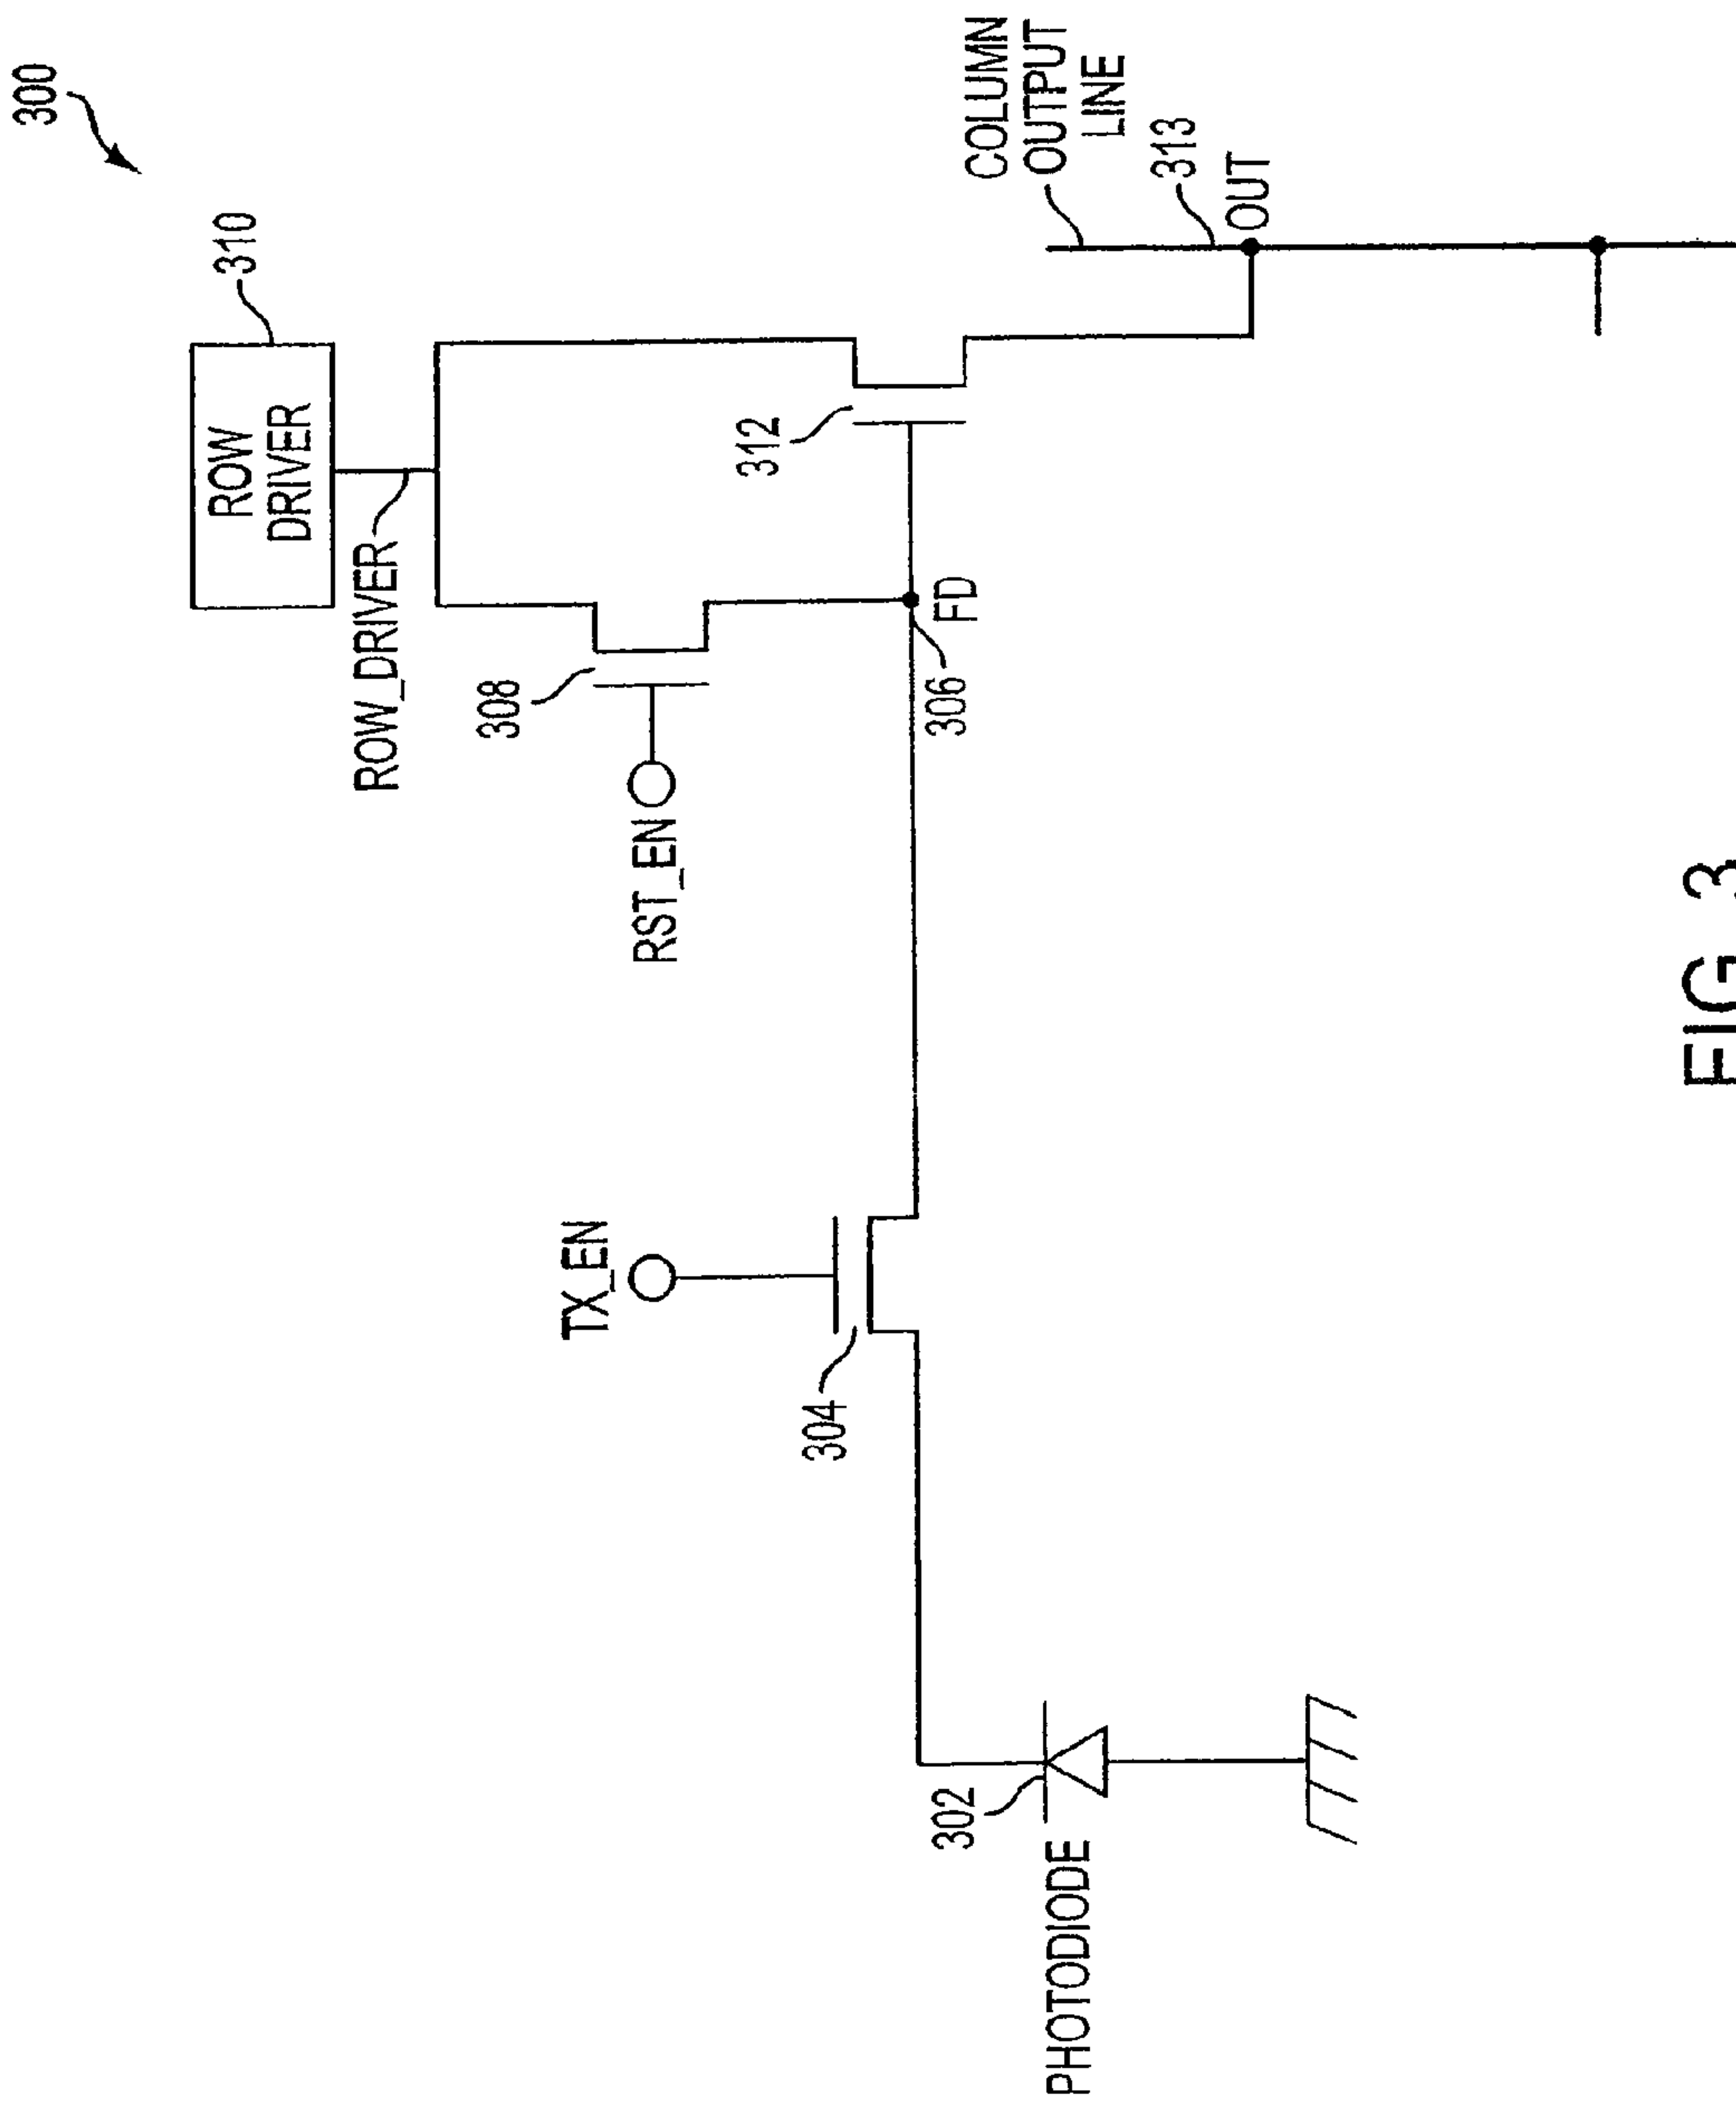 300
310
ROW
DRIVER
ROW_DRIVER
COLUMN
OUTPUT
LINE
313
OUT
312
308
RST_EN
FD
306
TX_EN
304
302
PHOTODIODE
FIG. 3